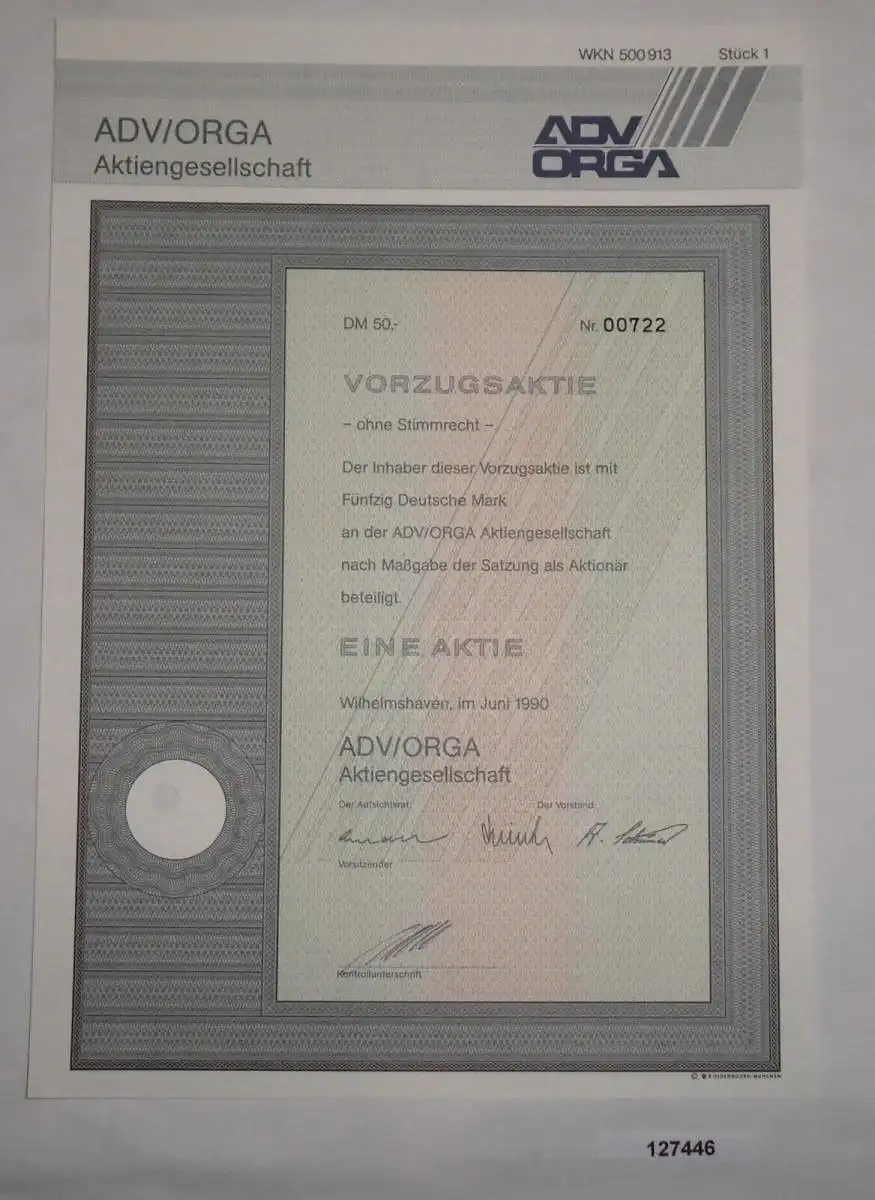 WKN 500 913 Stück 1
ADV/ORGA
Aktiengesellschaft
ADV
ORGA
DM 50,-
Nr. 00722
VORZUGSAKTIE
– ohne Stimmrecht –
Der Inhaber dieser Vorzugsaktie ist mit
Fünfzig Deutsche Mark
an der ADV/ORGA Aktiengesellschaft
nach Maßgabe der Satzung als Aktionär
beteiligt.
EINE AKTIE
Wilhelmshaven, im Juni 1990
ADV/ORGA
Aktiengesellschaft
Der Aufsichtsrat: Der Vorstand:
Vorsitzender
Kontrollunterschrift
© R. OLDENBOURG · MÜNCHEN
127446